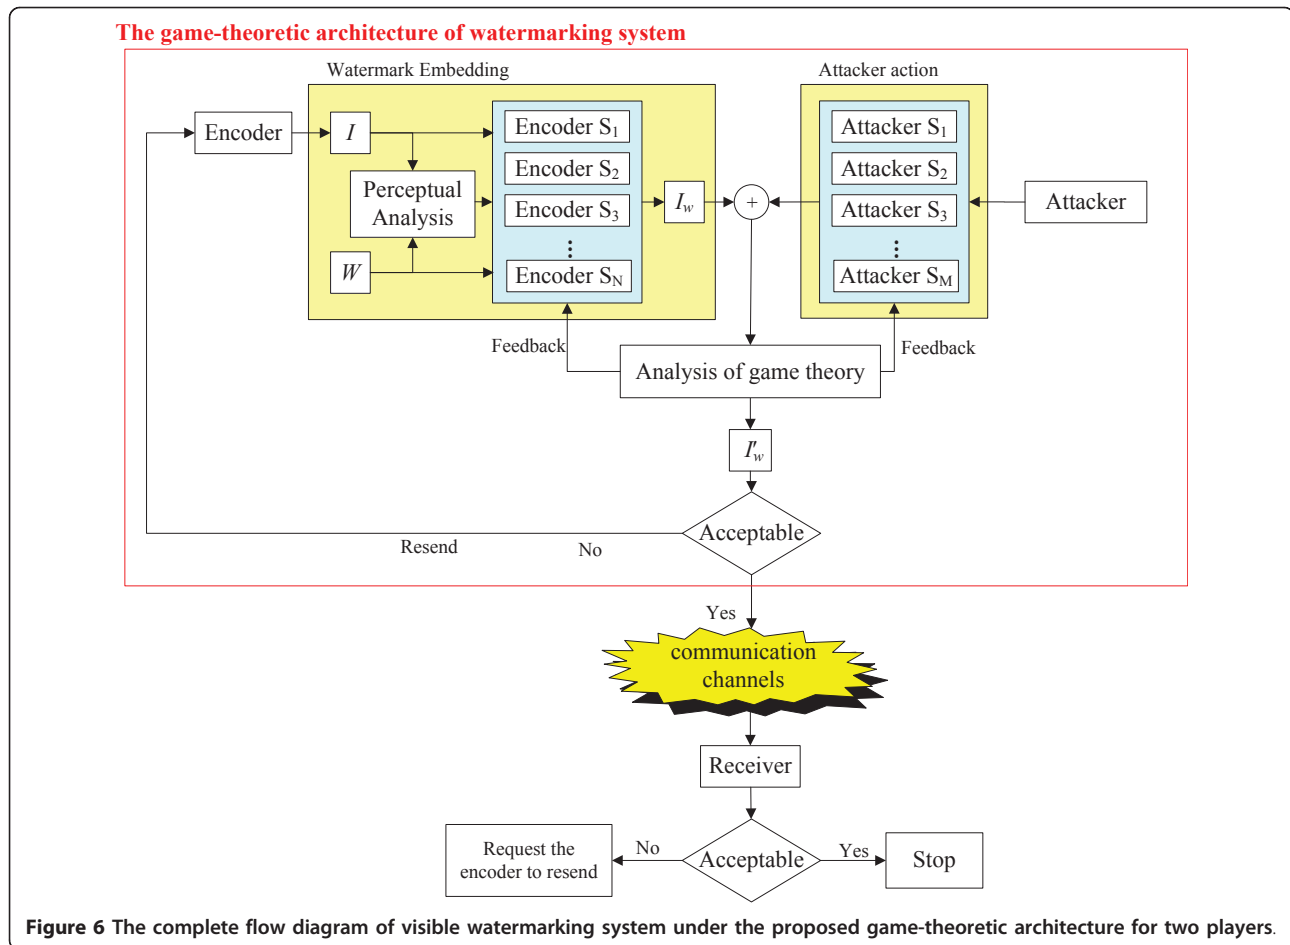 The game-theoretic architecture of watermarking system
Watermark Embedding
Attacker action
Encoder
I
Perceptual
Analysis
W
Encoder S1
Encoder S2
Encoder S3
⋮
Encoder SN
Iw
+
Attacker S1
Attacker S2
Attacker S3
⋮
Attacker SM
Attacker
Feedback
Analysis of game theory
Feedback
I′w
Acceptable
Resend
No
Yes
communication
channels
Receiver
Acceptable
No
Request the
encoder to resend
Yes
Stop
Figure 6 The complete flow diagram of visible watermarking system under the proposed game-theoretic architecture for two players.